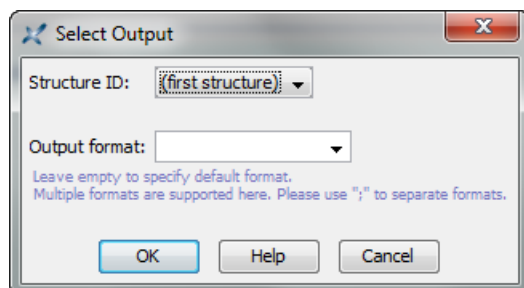 Select Output
Structure ID: (first structure)
Output format:
Leave empty to specify default format.
Multiple formats are supported here. Please use ";" to separate formats.
OK Help Cancel